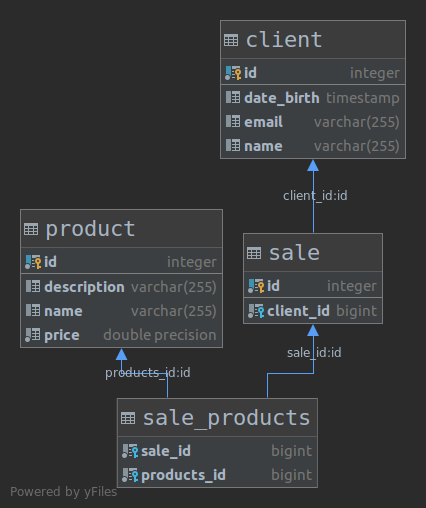 client
id integer
date_birth timestamp
email varchar(255)
name varchar(255)
client_id:id
product
id integer
description varchar(255)
name varchar(255)
price double precision
sale
id integer
client_id bigint
products_id:id
sale_id:id
sale_products
sale_id bigint
products_id bigint
Powered by yFiles